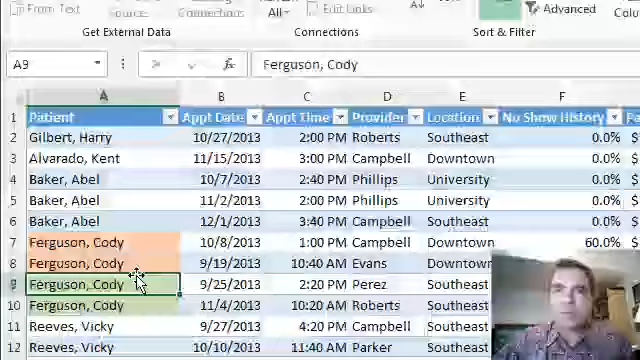 From Text
Sources
Connections
All
Edit Links
Advanced
Get External Data
Connections
Sort & Filter
A9
fx
Ferguson, Cody
A B C D E F
1 Patient Appt Date Appt Time Provider Location No Show History
2 Gilbert, Harry 10/27/2013 2:00 PM Roberts Southeast 0.0% $
3 Alvarado, Kent 11/15/2013 3:00 PM Campbell Downtown 0.0% $
4 Baker, Abel 10/7/2013 2:40 PM Phillips University 0.0% $
5 Baker, Abel 11/2/2013 2:00 PM Phillips University 0.0% $
6 Baker, Abel 12/1/2013 3:40 PM Campbell Southeast 0.0% $
7 Ferguson, Cody 10/8/2013 1:00 PM Campbell Downtown 60.0% $
8 Ferguson, Cody 9/19/2013 10:40 AM Evans Downtown
9 Ferguson, Cody 9/25/2013 2:20 PM Perez Southeast
10 Ferguson, Cody 11/4/2013 10:20 AM Roberts Southeast
11 Reeves, Vicky 9/27/2013 4:20 PM Campbell Southeast
12 Reeves, Vicky 10/10/2013 11:40 AM Parker Southeast